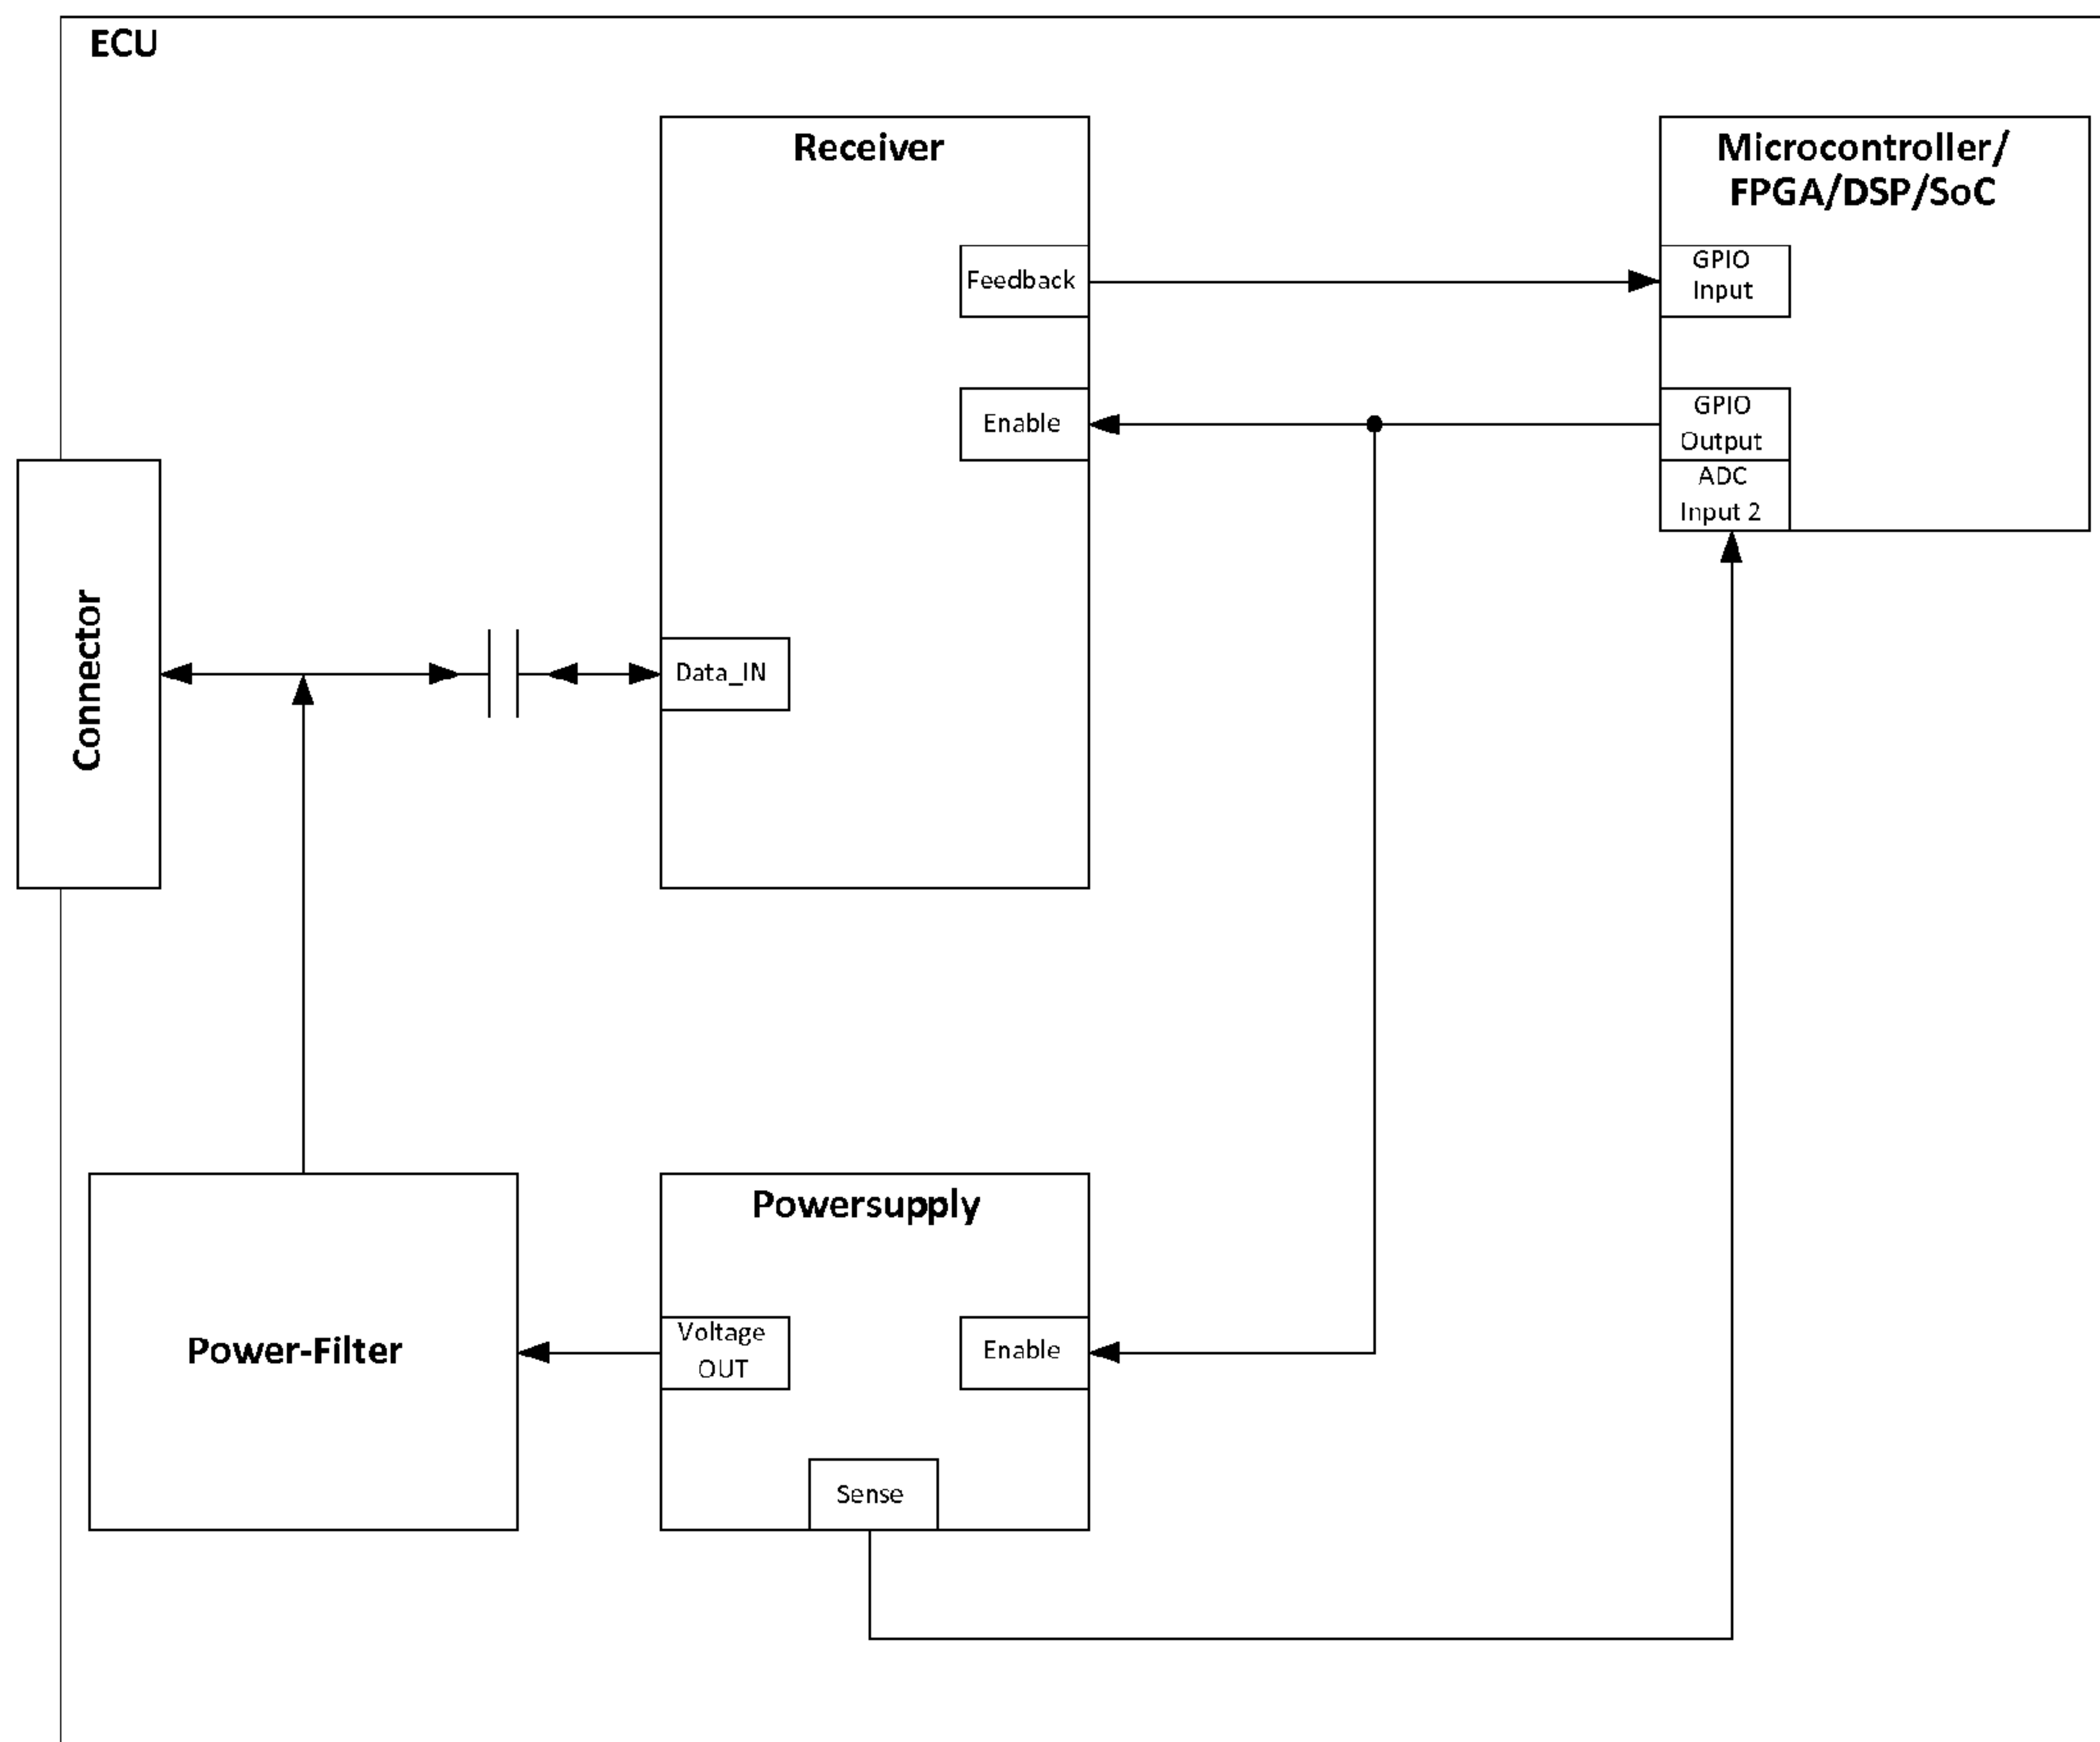 ECU
Receiver
Microcontroller/
FPGA/DSP/SoC
Feedback
GPIO
Input
Enable
GPIO
Output
ADC
Input 2
Connector
Data_IN
Powersupply
Power-Filter
Voltage
OUT
Enable
Sense